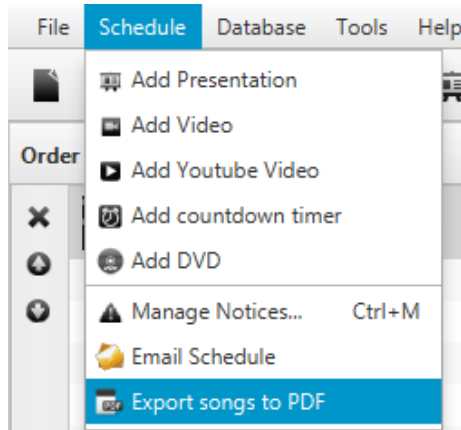 File Schedule Database Tools Help
Add Presentation
Add Video
Order
Add Youtube Video
Add countdown timer
Add DVD
Manage Notices... Ctrl+M
Email Schedule
Export songs to PDF